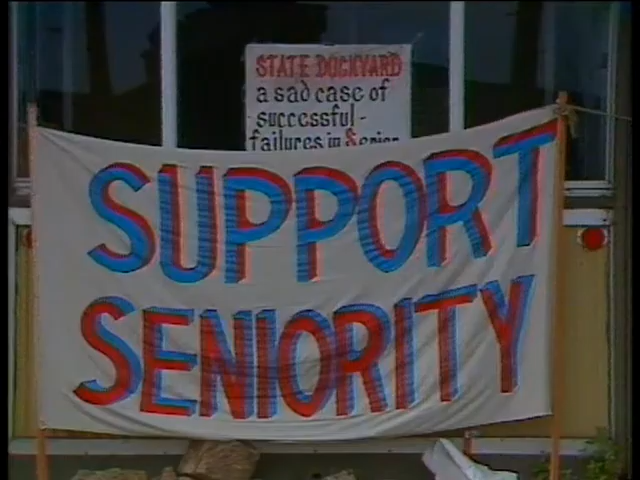 STATE DOCKYARD
a sad case of
successful-
failures in
SUPPORT
SENIORITY